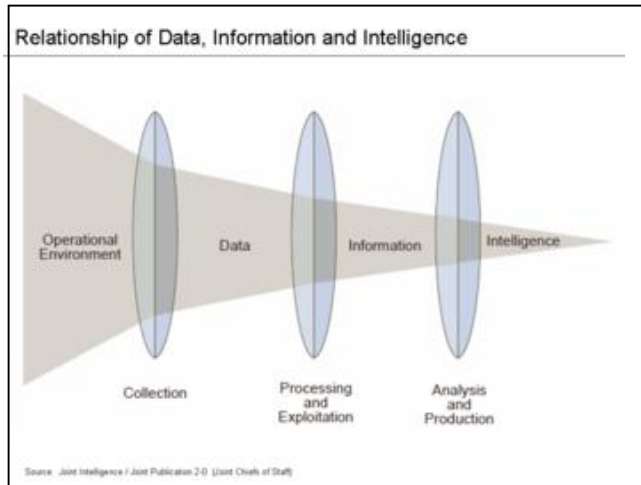 Relationship of Data, Information and Intelligence
Operational
Environment
Data
Information
Intelligence
Collection
Processing
and
Exploitation
Analysis
and
Production
Source: Joint Intelligence / Joint Publication 2-0 (Joint Chiefs of Staff)